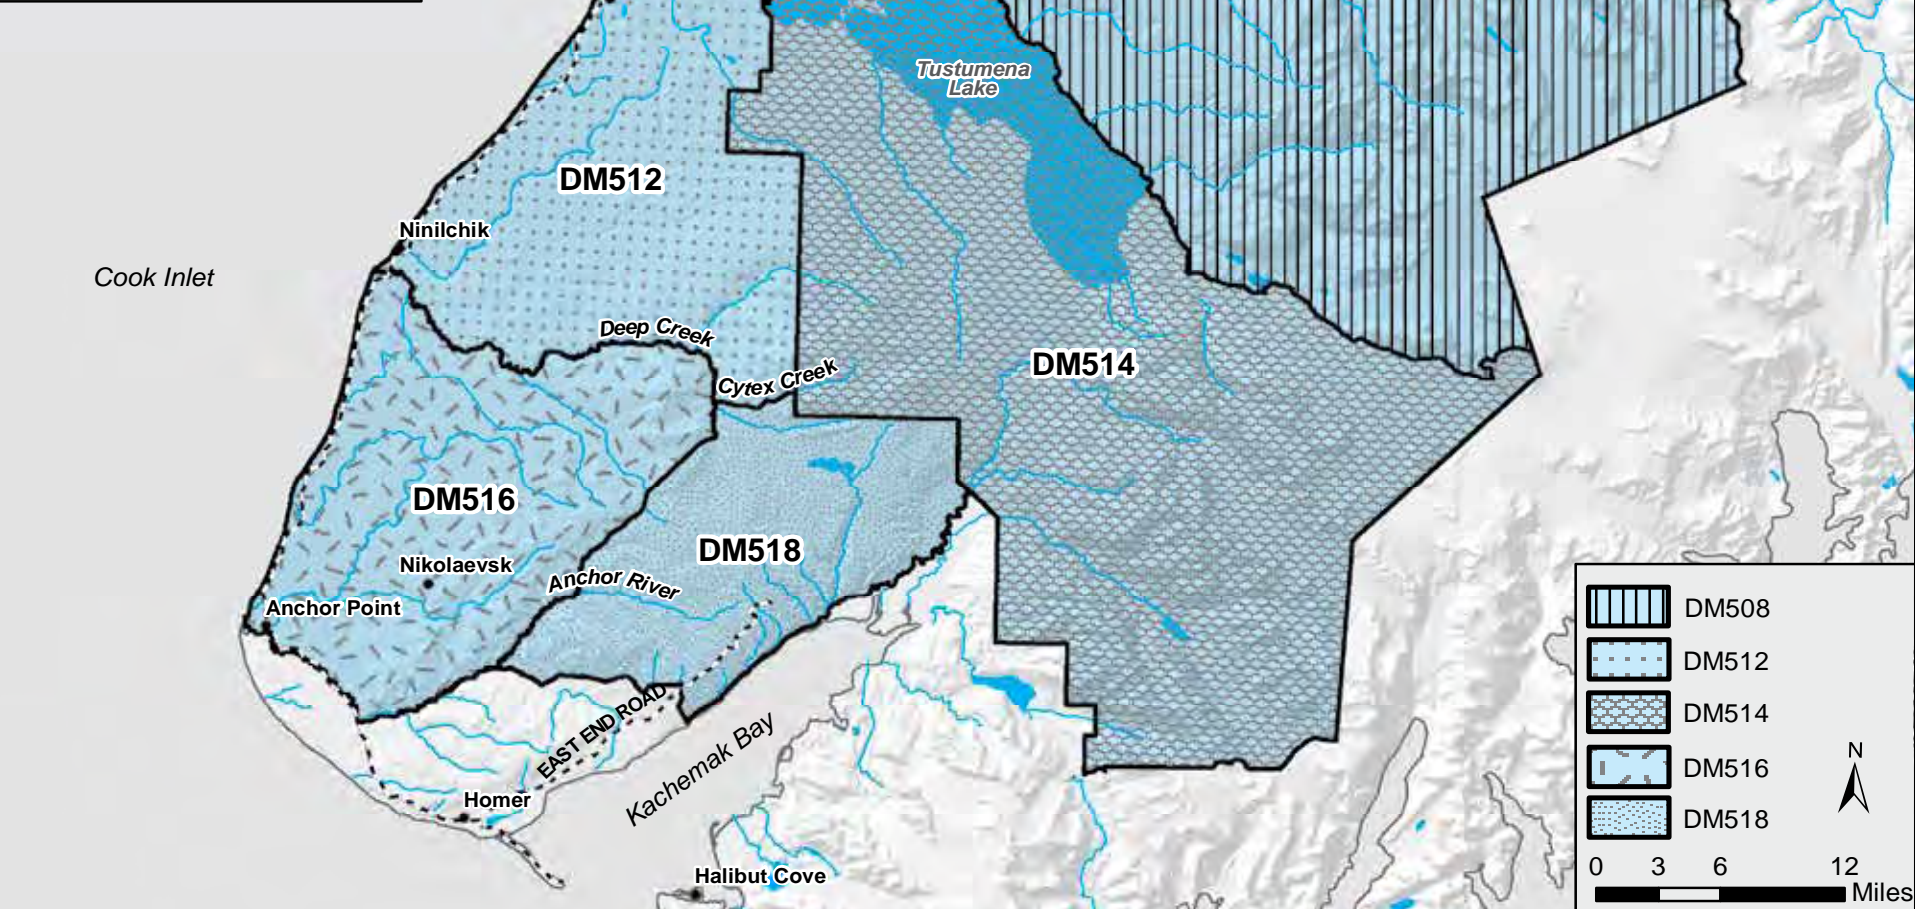 Tustumena
Lake
DM512
Ninilchik
Cook Inlet
Deep Creek
Cytex Creek
DM514
DM516
DM518
Nikolaevsk
Anchor River
Anchor Point
EAST END ROAD
Kachemak Bay
Homer
Halibut Cove
DM508
DM512
DM514
DM516
DM518
N
0 3 6 12
Miles